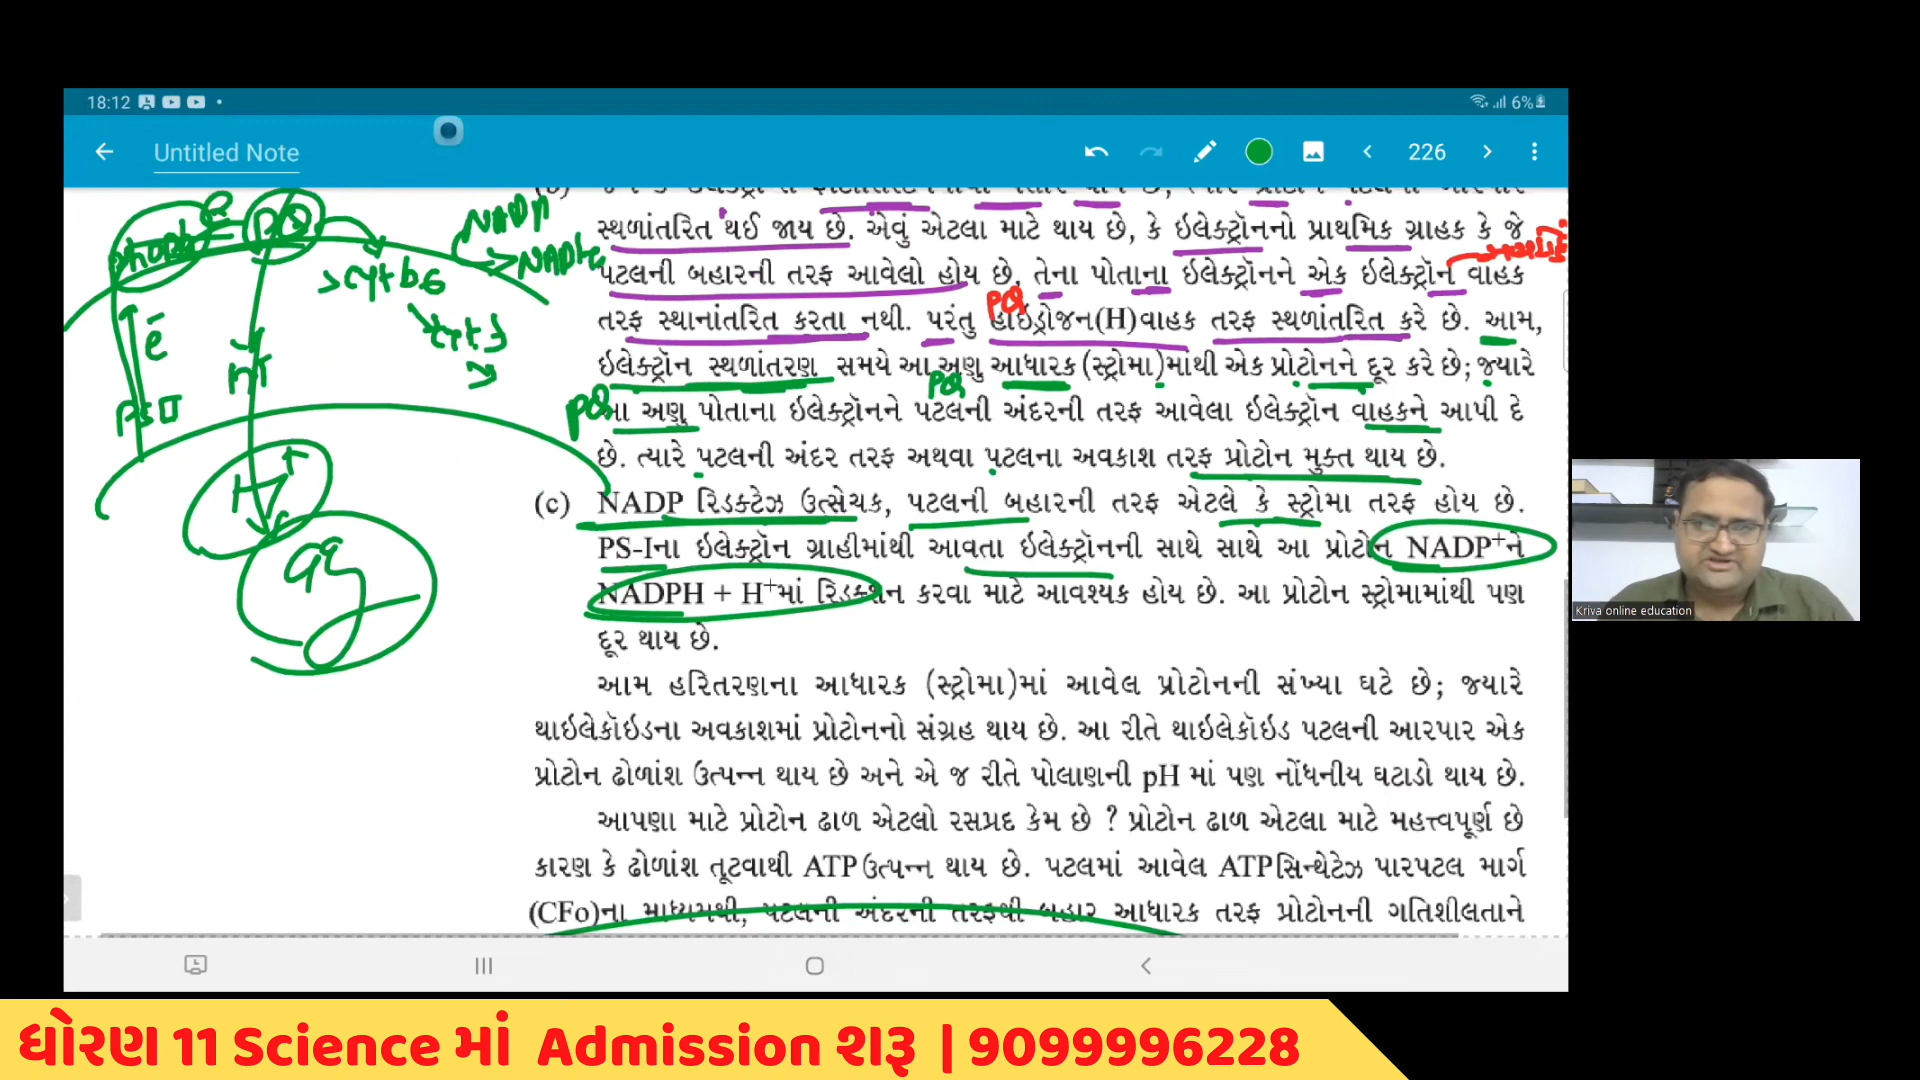 18:12
6%
Untitled Note
226
સ્થળાંતરિત થઈ જાય છે. એવું એટલા માટે થાય છે, કે ઇલેક્ટ્રૉનનો પ્રાથમિક ગ્રાહક કે જે
પટલની બહારની તરફ આવેલો હોય છે, તેના પોતાના ઇલેક્ટ્રૉનને એક ઇલેક્ટ્રૉન વાહક
તરફ સ્થાનાંતરિત કરતા નથી. પરંતુ હાઇડ્રોજન(H)વાહક તરફ સ્થળાંતરિત કરે છે. આમ,
ઇલેક્ટ્રૉન સ્થળાંતરણ સમયે આ અણુ આધારક (સ્ટ્રોમા)માંથી એક પ્રોટોનને દૂર કરે છે; જ્યારે
આ અણુ પોતાના ઇલેક્ટ્રૉનને પટલની અંદરની તરફ આવેલા ઇલેક્ટ્રૉન વાહકને આપી દે
છે. ત્યારે પટલની અંદર તરફ અથવા પટલના અવકાશ તરફ પ્રોટોન મુક્ત થાય છે.
(c) NADP રિડક્ટેઝ ઉત્સેચક, પટલની બહારની તરફ એટલે કે સ્ટ્રોમા તરફ હોય છે.
PS-Iના ઇલેક્ટ્રૉન ગ્રાહીમાંથી આવતા ઇલેક્ટ્રૉનની સાથે સાથે આ પ્રોટોન NADP⁺ને
NADPH + H⁺માં રિડક્શન કરવા માટે આવશ્યક હોય છે. આ પ્રોટોન સ્ટ્રોમામાંથી પણ
દૂર થાય છે.
આમ હરિતરણના આધારક (સ્ટ્રોમા)માં આવેલ પ્રોટોનની સંખ્યા ઘટે છે; જ્યારે
થાઇલેકૉઇડના અવકાશમાં પ્રોટોનનો સંગ્રહ થાય છે. આ રીતે થાઇલેકૉઇડ પટલની આરપાર એક
પ્રોટોન ઢોળાંશ ઉત્પન્ન થાય છે અને એ જ રીતે પોલાણની pH માં પણ નોંધનીય ઘટાડો થાય છે.
આપણા માટે પ્રોટોન ઢાળ એટલો રસપ્રદ કેમ છે ? પ્રોટોન ઢાળ એટલા માટે મહત્ત્વપૂર્ણ છે
કારણ કે ઢોળાંશ તૂટવાથી ATP ઉત્પન્ન થાય છે. પટલમાં આવેલ ATPસિન્થેટેઝ પારપટલ માર્ગ
(CFo)ના માધ્યમથી, પટલની અંદરની તરફથી બહાર આધારક તરફ પ્રોટોનની ગતિશીલતાને
PQ
PQ
PQ
PQ
cyt b6
cyt f
PS II
H+
Kriva online education
ધોરણ 11 Science માં Admission શરૂ | 9099996228